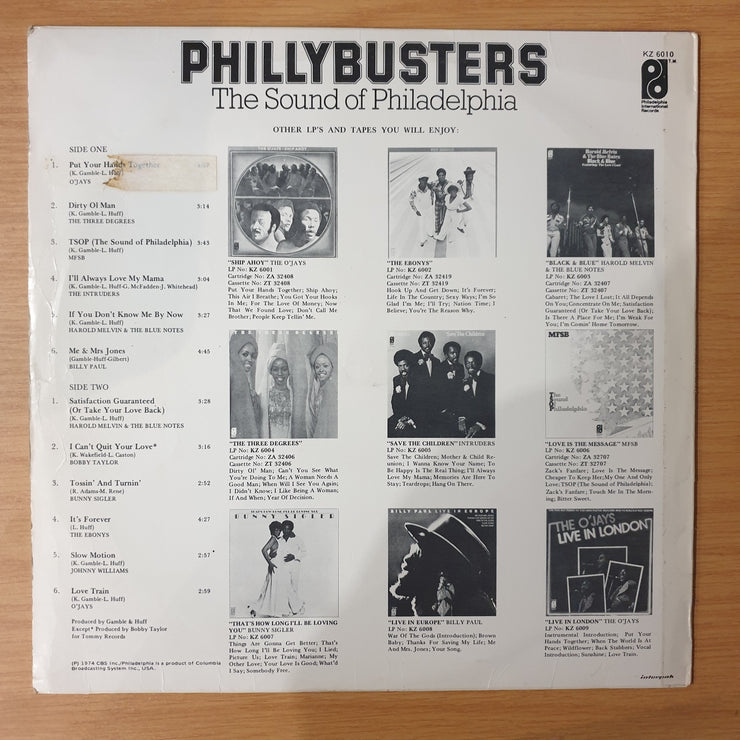 PHILLYBUSTERS
The Sound of Philadelphia
KZ 6010
T.M.
Philadelphia
International
Records
OTHER LP'S AND TAPES YOU WILL ENJOY:
SIDE ONE
1. Put Your Hands Together
(K. Gamble-L. Huff)
O'JAYS
2. Dirty Ol Man 3:14
(K. Gamble-L. Huff)
THE THREE DEGREES
3. TSOP (The Sound of Philadelphia) 3:43
(K. Gamble-L. Huff)
MFSB
4. I'll Always Love My Mama 3:04
(K. Gamble-L. Huff-G. McFadden-J. Whitehead)
THE INTRUDERS
5. If You Don't Know Me By Now 3:27
(K. Gamble-L. Huff)
HAROLD MELVIN & THE BLUE NOTES
6. Me & Mrs Jones 4:45
(Gamble-Huff-Gilbert)
BILLY PAUL
SIDE TWO
1. Satisfaction Guaranteed 3:28
(Or Take Your Love Back)
(K. Gamble-L. Huff)
HAROLD MELVIN & THE BLUE NOTES
2. I Can't Quit Your Love* 3:16
(K. Wakefield-L. Caston)
BOBBY TAYLOR
3. Tossin' And Turnin' 2:52
(R. Adams-M. Rene)
BUNNY SIGLER
4. It's Forever 4:27
(L. Huff)
THE EBONYS
5. Slow Motion 2:57
(K. Gamble-L. Huff)
JOHNNY WILLIAMS
6. Love Train 2:59
(K. Gamble-L. Huff)
O'JAYS
Produced by Gamble & Huff
Except* Produced by Bobby Taylor
for Tommy Records
(P) 1974 CBS Inc./Philadelphia is a product of Columbia
Broadcasting System Inc., USA.
"SHIP AHOY" THE O'JAYS
LP No: KZ 6001
Cartridge No: ZA 32408
Cassette No: ZT 32408
Put Your Hands Together; Ship Ahoy;
This Air I Breathe; You Got Your Hooks
In Me; For The Love Of Money Now
That We Found Love; Don't Call Me
Brother; People Keep Tellin' Me.
"THE EBONYS"
LP No: KZ 6002
Cartridge No: ZA 32419
Cassette No: ZT 32419
Hook Up And Get Down; It's Forever;
Life In The Country; Sexy Ways; I'm So
Glad I'm I; Try; Nation Time; I
Believe; You're The Reason Why.
Harold Melvin
& The Blue Notes
Black & Blue
"BLACK & BLUE" HAROLD MELVIN
& THE BLUE NOTES
LP No: KZ 6003
Cartridge No: ZA 32407
Cassette No: ZT 32407
Cabaret; The I Lost; It All Depends
On You; Concentrate On Me; Satisfaction
Guaranteed (Or Take Your Love Back);
Is There A Place For Me; I'm Weak For
You; I'm Comin' Home Tomorrow.
"THE THREE DEGREES"
LP No: KZ 6004
Cartridge No: ZA 32406
Cassette No: ZT 32406
Dirty Ol' Man; Can't You See What
You're Doing To Me; A Woman Needs A
Good Man; When Will I See You Again;
I Didn't Know; I Like Being A Woman;
If And When; Year Of Decision.
Save The Children
"SAVE THE CHILDREN" INTRUDERS
LP No: KZ 6005
Save The Children; Mother & Child Re-
union; I Wanna Know Your Name; To
Be Happy Is the Real Thing; I'll Always
Love My Mama; Memories Are Here To
Stay; Teardrops; Hang On There.
MFSB
The
Sound
Of
Philadelphia
"LOVE IS THE MESSAGE" MFSB
LP No: KZ 6006
Cartridge No: ZA 32707
Cassette No: ZT 32707
Zack's Fanfare; Love Is The Message;
Cheaper To Keep Her; My One And Only
Love; TSOP (The Sound of Philadelphia);
Zack's Fanfare; Touch Me In The Morn-
ing; Bitter Sweet.
BUNNY SIGLER
"THAT'S HOW LONG I'LL BE LOVING
YOU" BUNNY SIGLER
LP No: KZ 6007
Things Are Gonna Get Better; That's
How Long I'll Be Loving You; I Lied;
Picture Us; Love Train; Marianne; My
Other Love; Your Love Is Good; What'd
I Say; Somebody Free.
BILLY PAUL LIVE IN EUROPE
"LIVE IN EUROPE" BILLY PAUL
LP No: KZ 6008
War Of The Gods (Introduction); Brown
Baby; Thanks For Saving My Life; Me
And Mrs. Jones; Your Song.
THE O'JAYS
LIVE IN LONDON
"LIVE IN LONDON" THE O'JAYS
LP No: KZ 6009
Instrumental Introduction; Put Your
Hands Together; When The World Is At
Peace; Wildflower; Back Stabbers; Vocal
Introduction; Sunshine; Love Train.
interpak